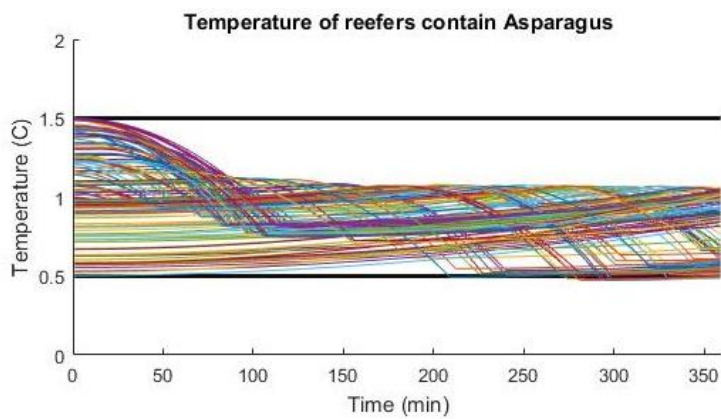 Temperature of reefers contain Asparagus
2
1.5
1
0.5
0
Temperature (C)
0 50 100 150 200 250 300 350
Time (min)